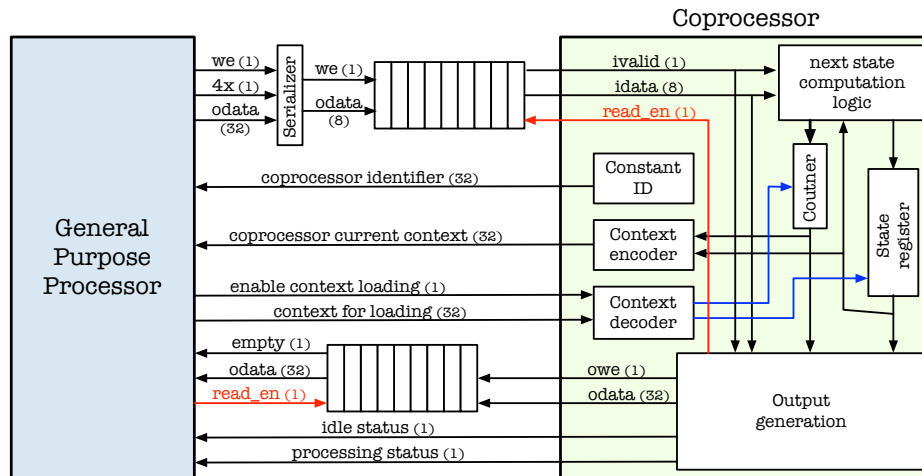 Coprocessor
General
Purpose
Processor
we (1)
4x (1)
odata
(32)
Serializer
we (1)
odata
(8)
ivalid (1)
idata (8)
read_en (1)
next state
computation
logic
coprocessor identifier (32)
Constant
ID
Coutner
State
register
coprocessor current context (32)
Context
encoder
enable context loading (1)
context for loading (32)
Context
decoder
empty (1)
odata (32)
read_en (1)
owe (1)
odata (32)
Output
generation
idle status (1)
processing status (1)